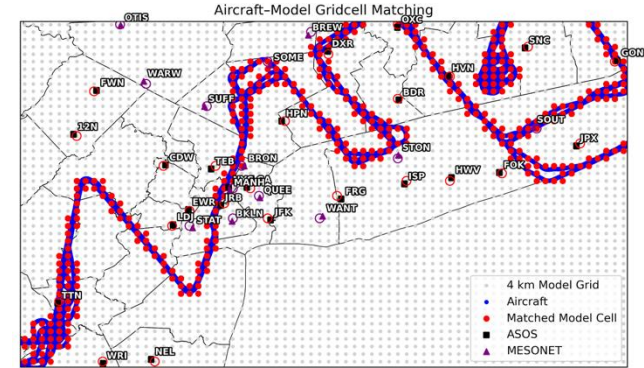 Aircraft–Model Gridcell Matching
OTIS
BREW
OXC
DXR
SNC
SOME
GON
WARW
HVN
FWN
SUFF
BDR
HPN
SOUT
12N
JPX
STON
CDW
TEB
BRON
FOK
HWV
ISP
MANH
QUEE
FRG
EWR
JRB
LDJ
STAT
BKLN
JFK
WANT
TTN
WRI
NEL
4 km Model Grid
Aircraft
Matched Model Cell
ASOS
MESONET